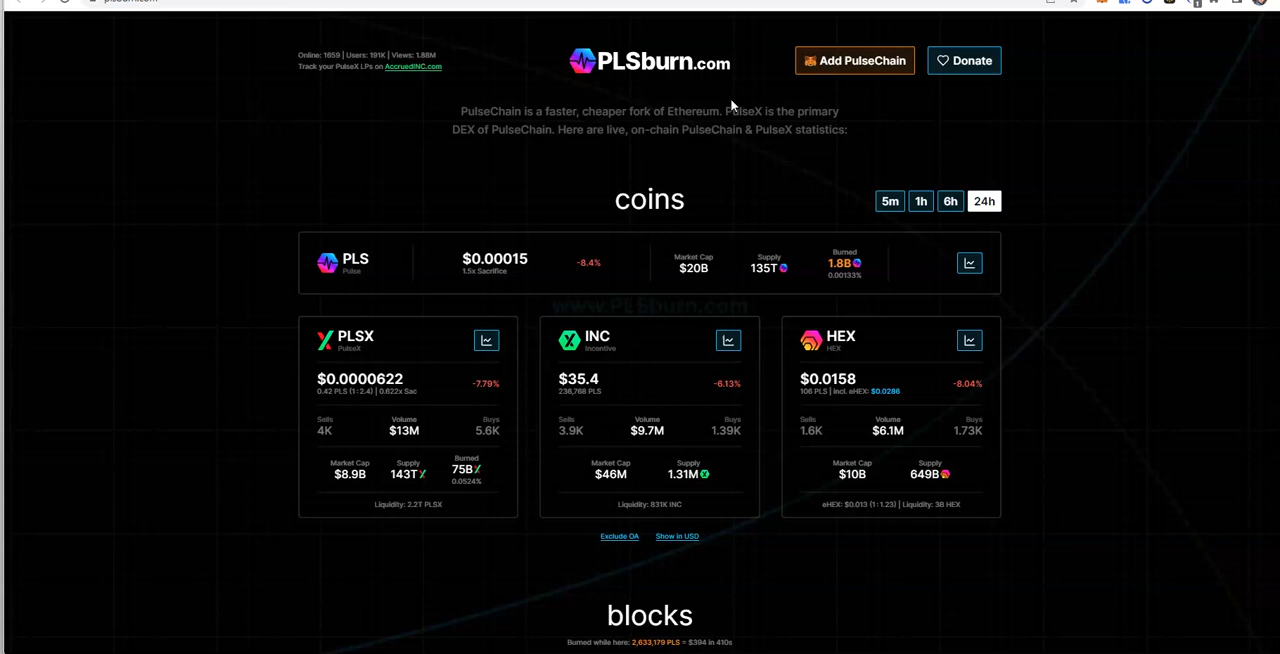 plsburn.com
Online: 1659 | Users: 191K | Views: 1.88M
Track your PulseX LPs on AccruedINC.com
PLSburn.com
Add PulseChain
Donate
PulseChain is a faster, cheaper fork of Ethereum. PulseX is the primary
DEX of PulseChain. Here are live, on-chain PulseChain & PulseX statistics:
coins
5m 1h 6h 24h
PLS
Pulse
$0.00015
1.5x Sacrifice
-8.4%
Market Cap
$20B
Supply
135T
Burned
1.8B
0.00133%
www.PLSburn.com
PLSX
PulseX
$0.0000622
0.42 PLS (1:2.4) | 0.622x Sac
-7.79%
Sells Volume Buys
4K $13M 5.6K
Market Cap Supply Burned
$8.9B 143T 75B
0.0524%
Liquidity: 2.2T PLSX
INC
Incentive
$35.4
236,768 PLS
-6.13%
Sells Volume Buys
3.9K $9.7M 1.39K
Market Cap Supply
$46M 1.31M
Liquidity: 831K INC
HEX
HEX
$0.0158
106 PLS | incl. eHEX: $0.0286
-8.04%
Sells Volume Buys
1.6K $6.1M 1.73K
Market Cap Supply
$10B 649B
eHEX: $0.013 (1:1.23) | Liquidity: 3B HEX
Exclude OA Show in USD
blocks
Burned while here: 2,633,179 PLS = $394 in 410s